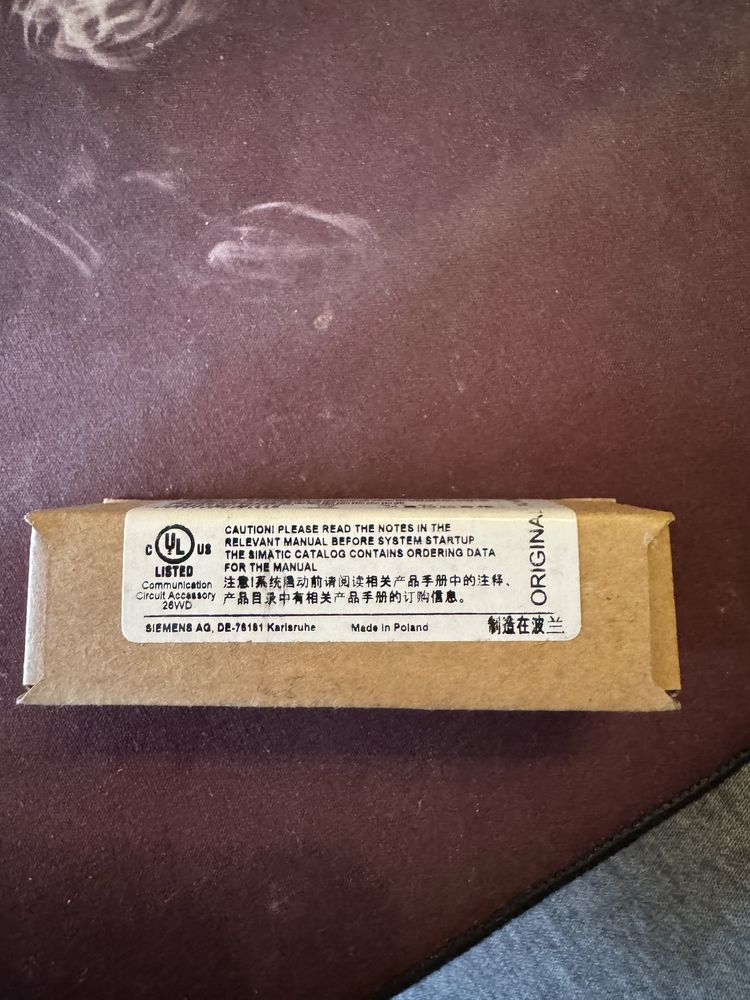 C UL US
LISTED
Communication
Circuit Accessory
26WD
CAUTION! PLEASE READ THE NOTES IN THE
RELEVANT MANUAL BEFORE SYSTEM STARTUP
THE SIMATIC CATALOG CONTAINS ORDERING DATA
FOR THE MANUAL
注意!系统启动前请阅读相关产品手册中的注释、
产品目录中有相关产品手册的订购信息。
ORIGINA
SIEMENS AG, DE-76181 Karlsruhe Made in Poland 制造在波兰